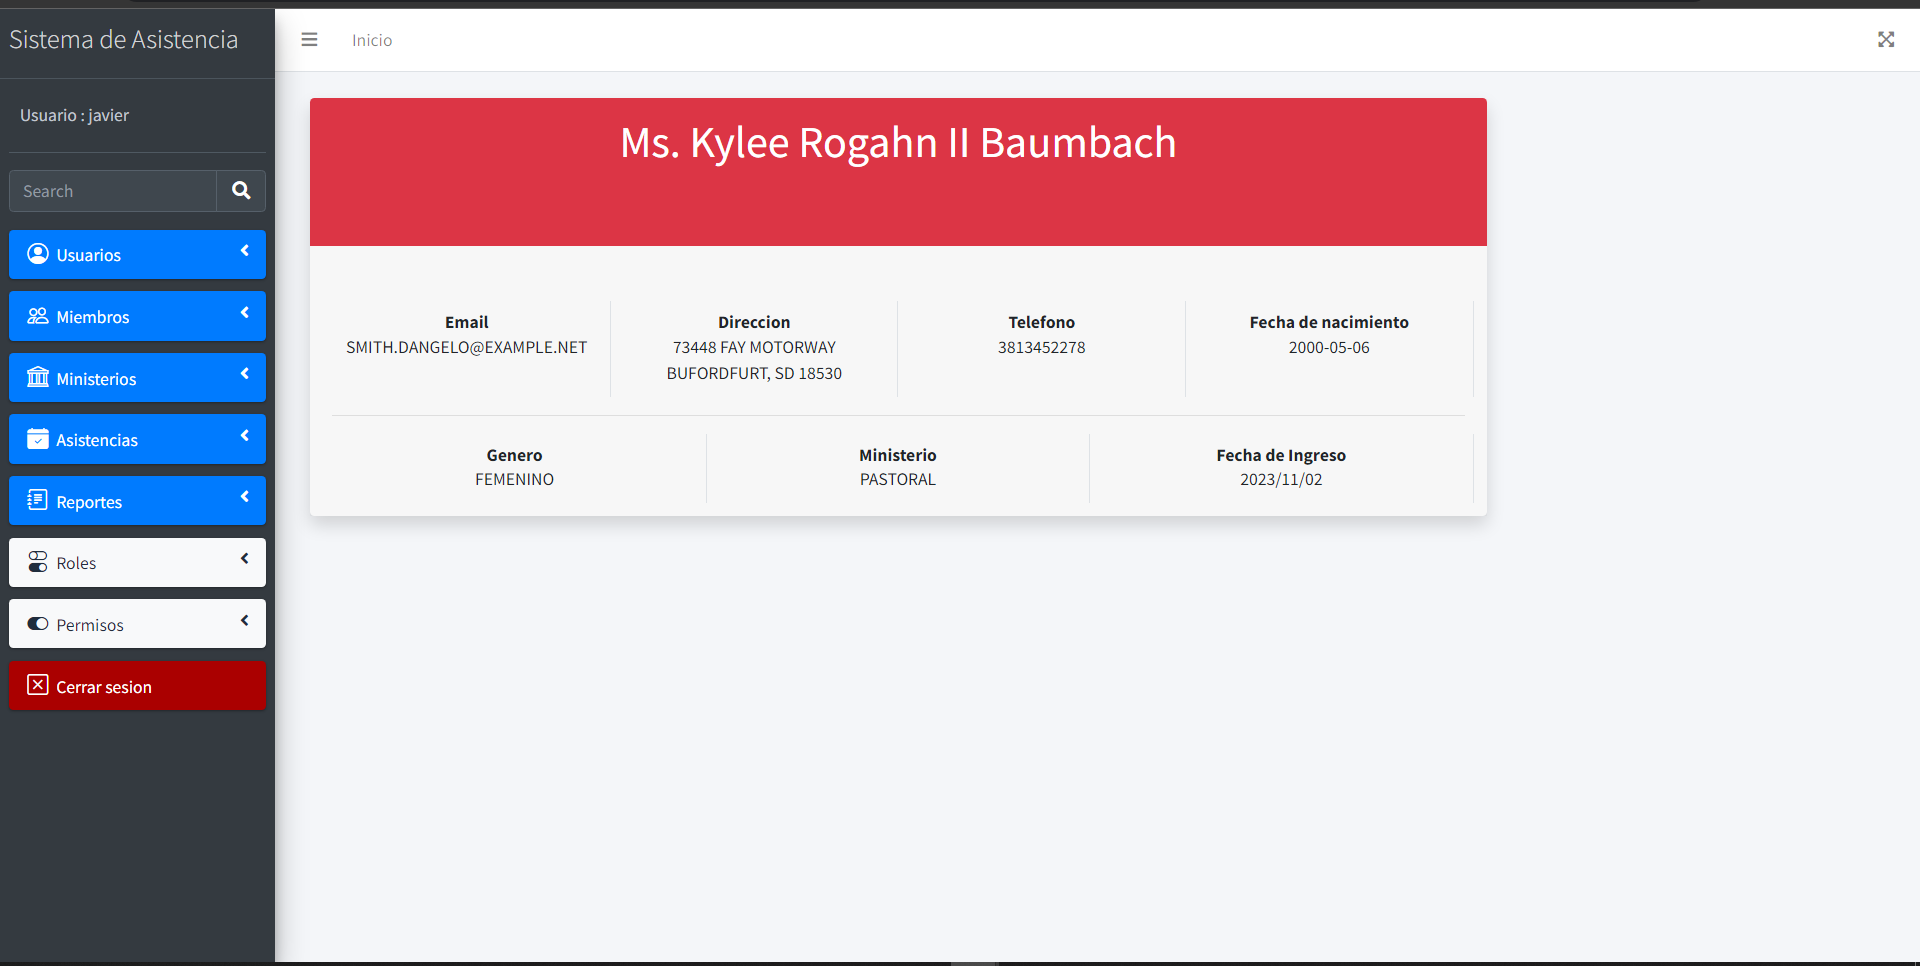 Sistema de Asistencia
Inicio
Usuario : javier
Search
Usuarios
Miembros
Ministerios
Asistencias
Reportes
Roles
Permisos
Cerrar sesion
Ms. Kylee Rogahn II Baumbach
Email
SMITH.DANGELO@EXAMPLE.NET
Direccion
73448 FAY MOTORWAY
BUFORDFURT, SD 18530
Telefono
3813452278
Fecha de nacimiento
2000-05-06
Genero
FEMENINO
Ministerio
PASTORAL
Fecha de Ingreso
2023/11/02